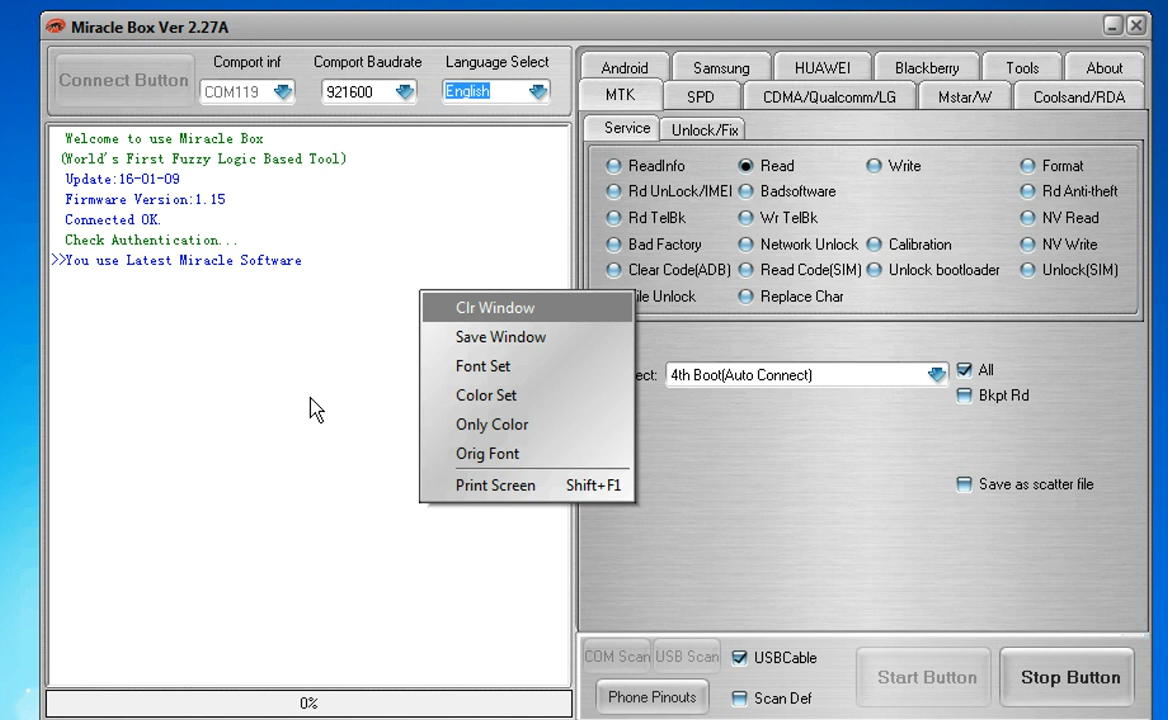 Miracle Box Ver 2.27A
Connect Button
Comport inf
Comport Baudrate
Language Select
COM119
921600
English
Welcome to use Miracle Box
(World's First Fuzzy Logic Based Tool)
Update:16-01-09
Firmware Version:1.15
Connected OK.
Check Authentication...
>>You use Latest Miracle Software
Clr Window
Save Window
Font Set
Color Set
Only Color
Orig Font
Print Screen Shift+F1
0%
Android Samsung HUAWEI Blackberry Tools About
MTK SPD CDMA/Qualcomm/LG Mstar/W Coolsand/RDA
Service Unlock/Fix
ReadInfo Read Write Format
Rd UnLock/IMEI Badsoftware Rd Anti-theft
Rd TelBk Wr TelBk NV Read
Bad Factory Network Unlock Calibration NV Write
Clear Code(ADB) Read Code(SIM) Unlock bootloader Unlock(SIM)
ile Unlock Replace Char
ect: 4th Boot(Auto Connect) All
Bkpt Rd
Save as scatter file
COM Scan USB Scan USBCable
Phone Pinouts Scan Def
Start Button
Stop Button